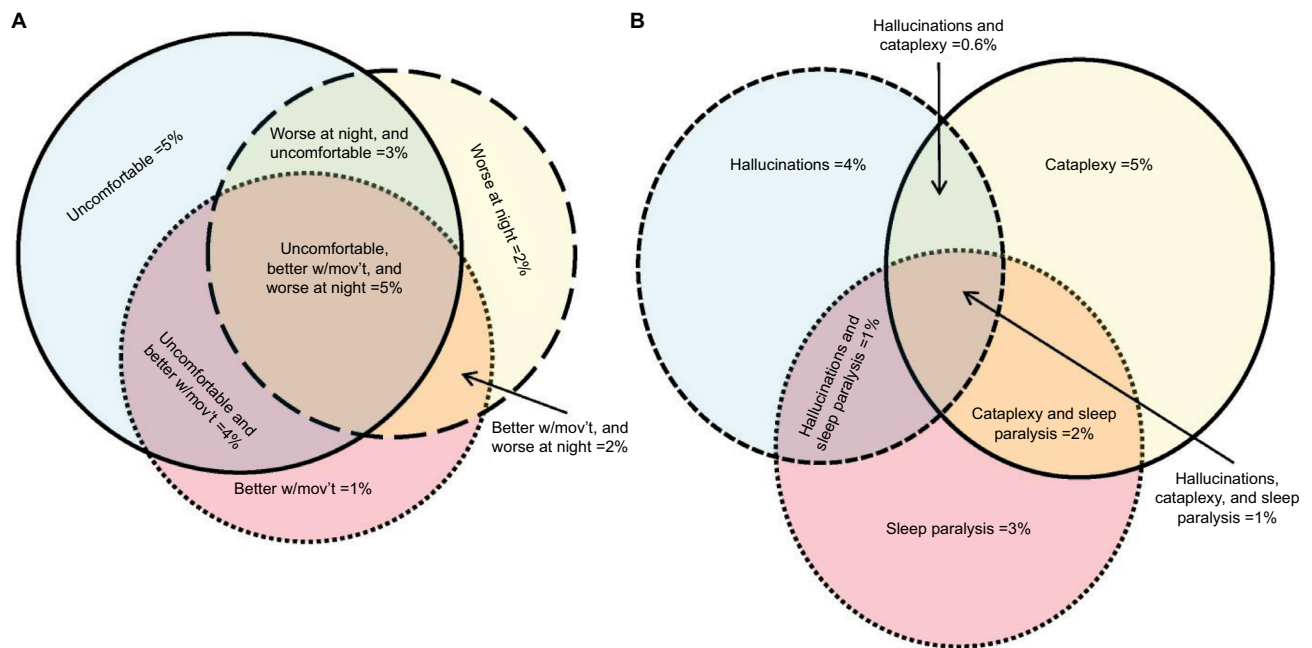 A
Uncomfortable =5%
Worse at night, and
uncomfortable =3%
Worse at
night =2%
Uncomfortable,
better w/mov't, and
worse at night =5%
Uncomfortable and
better w/mov't
=4%
Better w/mov't, and
worse at night =2%
Better w/mov't =1%
B
Hallucinations and
cataplexy =0.6%
Hallucinations =4%
Cataplexy =5%
Hallucinations and
sleep paralysis =1%
Cataplexy and sleep
paralysis =2%
Hallucinations,
cataplexy, and sleep
paralysis =1%
Sleep paralysis =3%